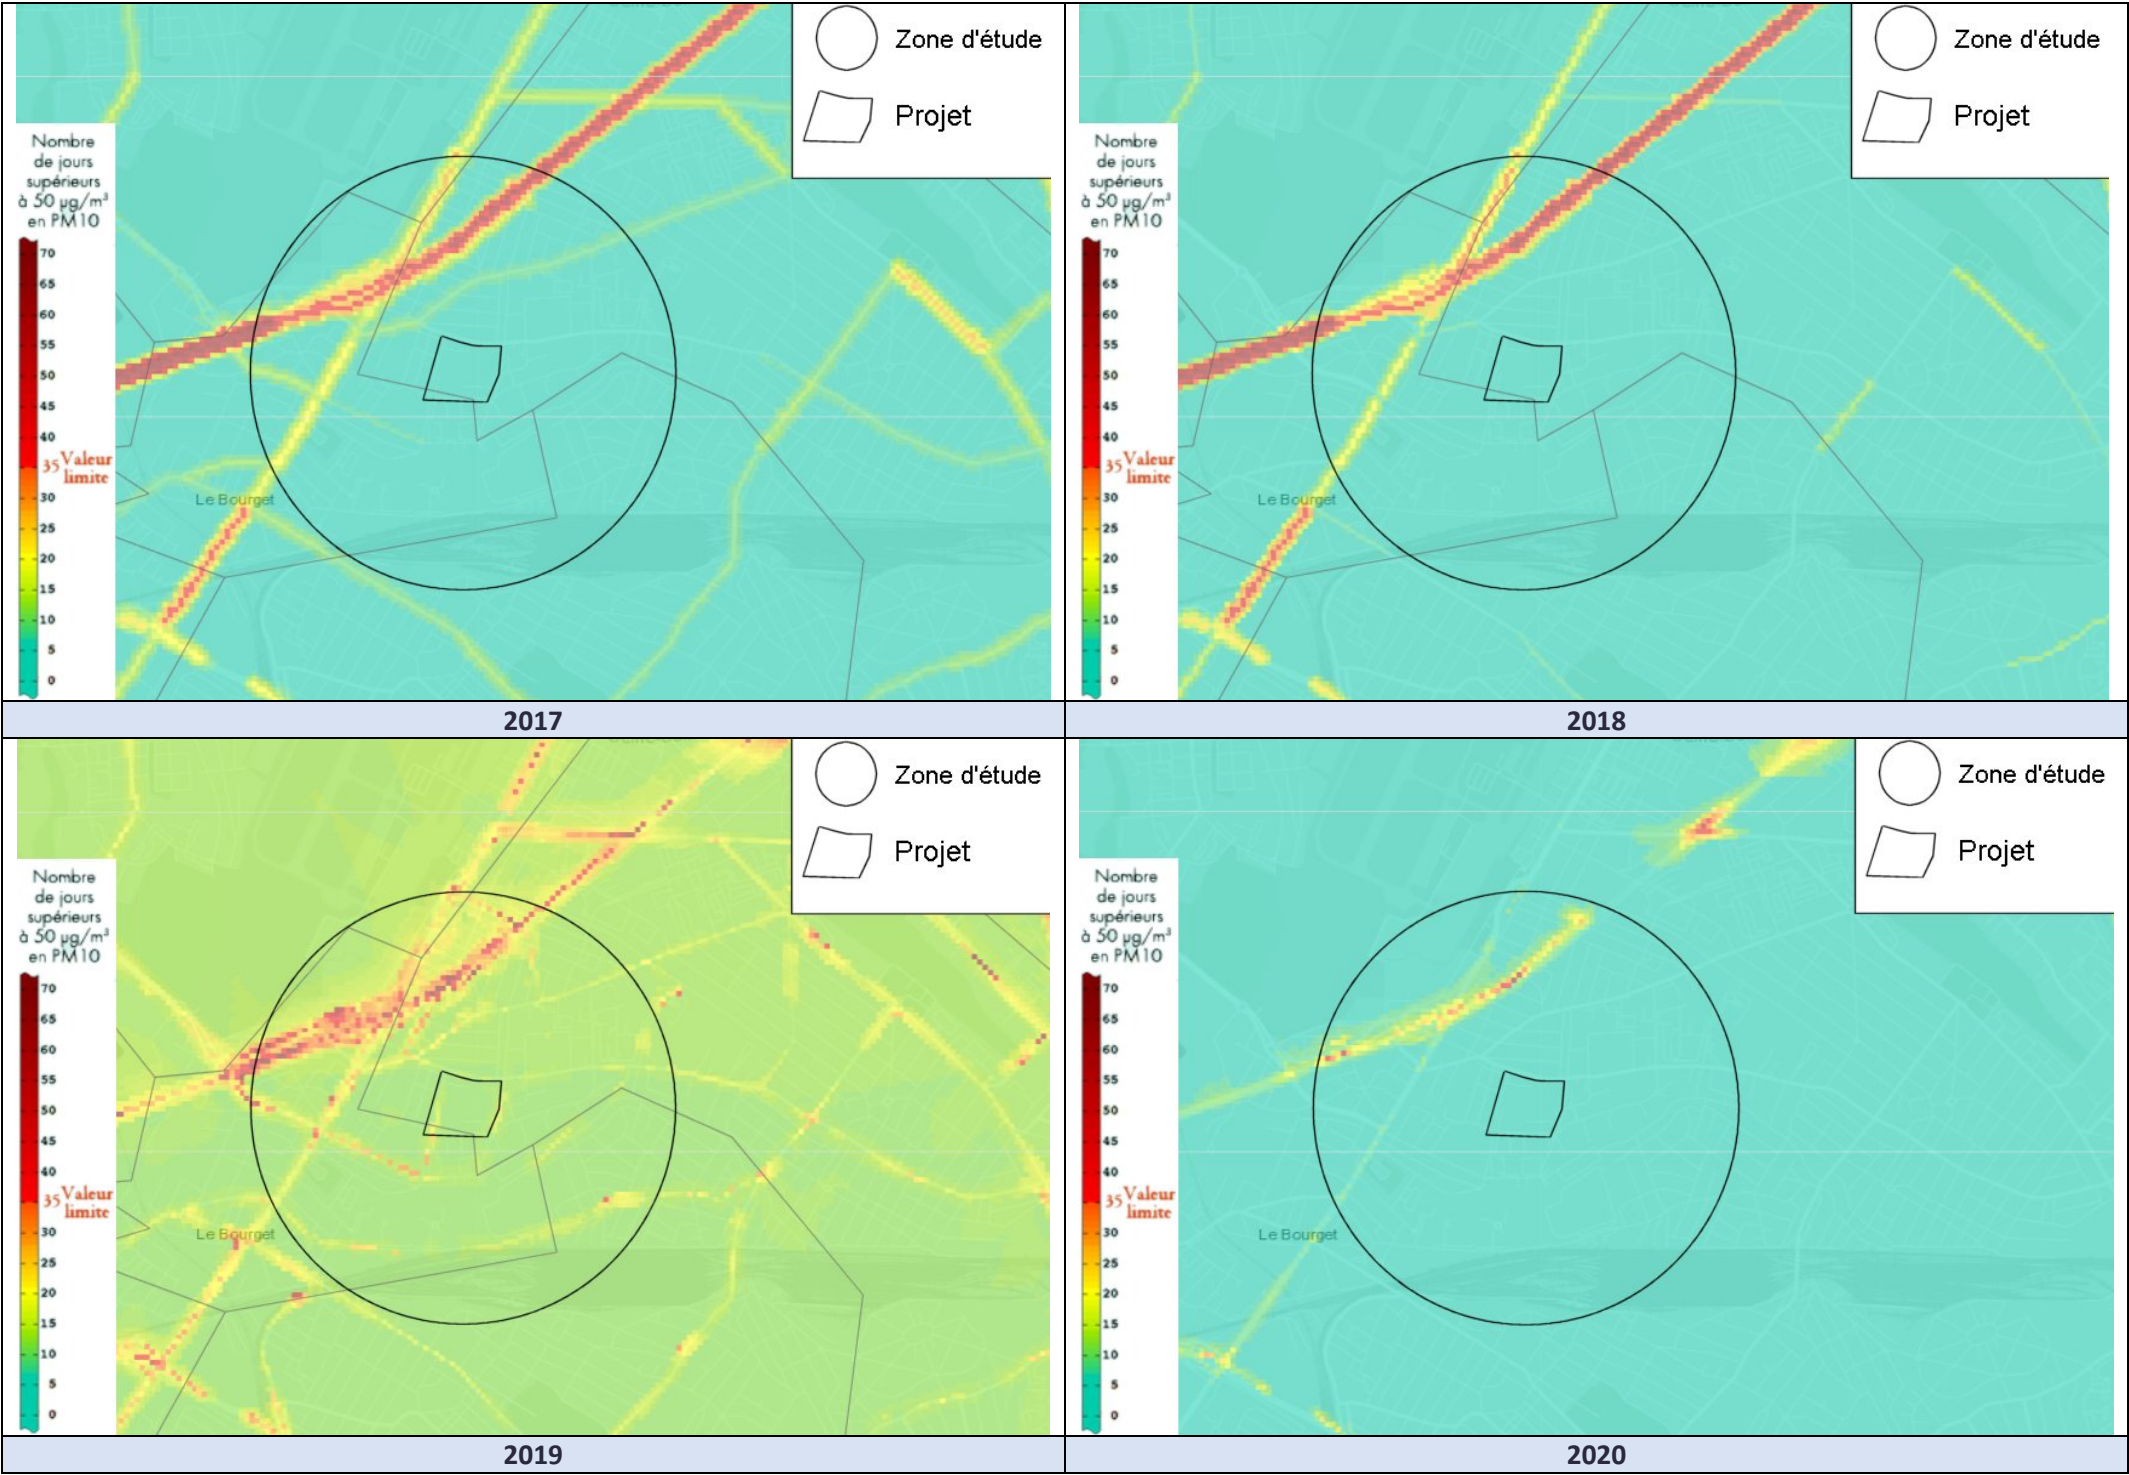 Zone d'étude
Projet
Nombre
de jours
supérieurs
à 50 µg/m³
en PM10
70
65
60
55
50
45
40
35 Valeur
limite
30
25
20
15
10
5
0
Le Bourget
2017
Zone d'étude
Projet
Nombre
de jours
supérieurs
à 50 µg/m³
en PM10
70
65
60
55
50
45
40
35 Valeur
limite
30
25
20
15
10
5
0
Le Bourget
2018
Zone d'étude
Projet
Nombre
de jours
supérieurs
à 50 µg/m³
en PM10
70
65
60
55
50
45
40
35 Valeur
limite
30
25
20
15
10
5
0
Le Bourget
2019
Zone d'étude
Projet
Nombre
de jours
supérieurs
à 50 µg/m³
en PM10
70
65
60
55
50
45
40
35 Valeur
limite
30
25
20
15
10
5
0
Le Bourget
2020